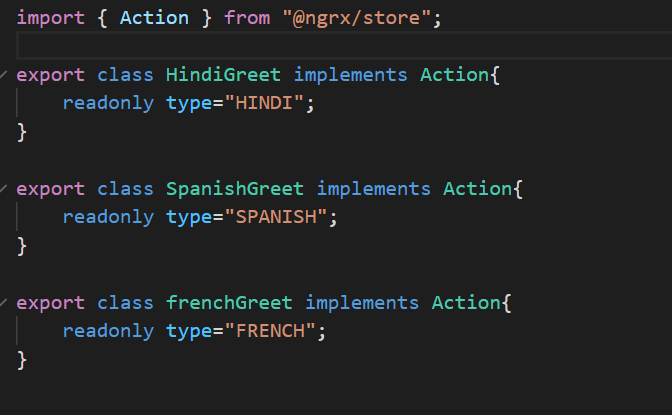 import { Action } from "@ngrx/store";
export class HindiGreet implements Action{
readonly type="HINDI";
}
export class SpanishGreet implements Action{
readonly type="SPANISH";
}
export class frenchGreet implements Action{
readonly type="FRENCH";
}